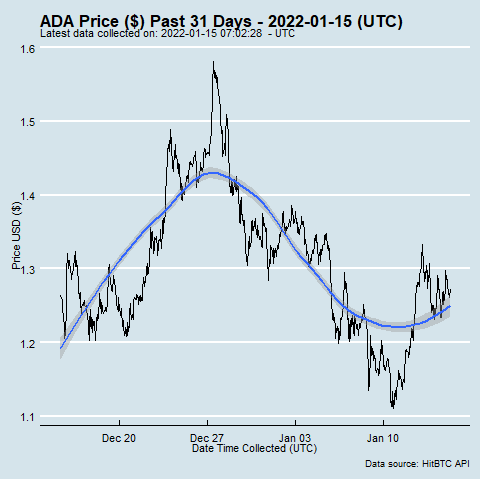 ADA Price ($) Past 31 Days - 2022-01-15 (UTC)
Latest data collected on: 2022-01-15 07:02:28 - UTC
1.6
1.5
1.4
1.3
1.2
1.1
Price USD ($)
Dec 20 Dec 27 Jan 03 Jan 10
Date Time Collected (UTC)
Data source: HitBTC API